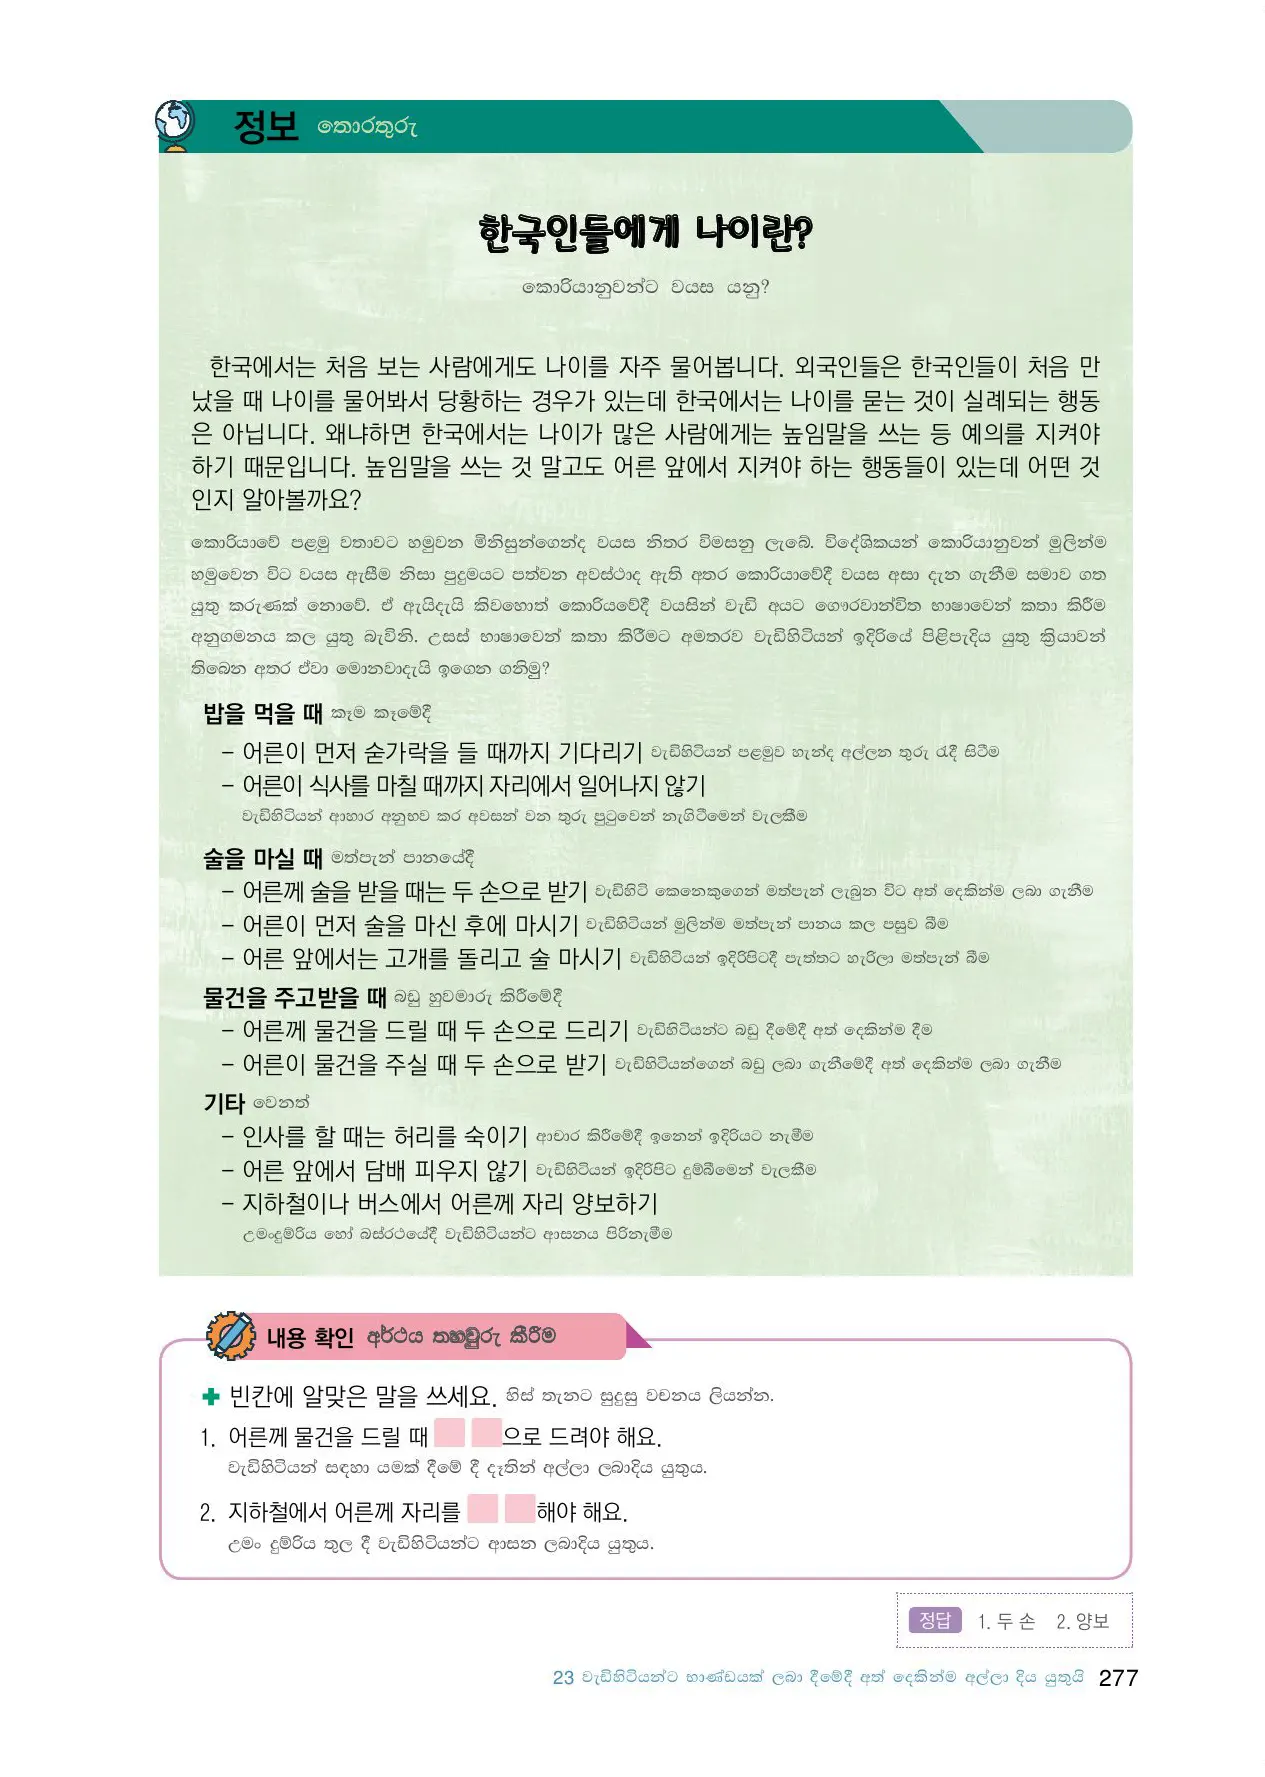 정보 තොරතුරු
한국인들에게 나이란?
කොරියානුවන්ට වයස යනු?
한국에서는 처음 보는 사람에게도 나이를 자주 물어봅니다. 외국인들은 한국인들이 처음 만
났을 때 나이를 물어봐서 당황하는 경우가 있는데 한국에서는 나이를 묻는 것이 실례되는 행동
은 아닙니다. 왜냐하면 한국에서는 나이가 많은 사람에게는 높임말을 쓰는 등 예의를 지켜야
하기 때문입니다. 높임말을 쓰는 것 말고도 어른 앞에서 지켜야 하는 행동들이 있는데 어떤 것
인지 알아볼까요?
කොරියාවේ පළමු වතාවට හමුවන මිනිසුන්ගෙන්ද වයස නිතර විමසනු ලැබේ. විදේශිකයන් කොරියානුවන් මුලින්ම
හමුවෙන විට වයස ඇසීම නිසා පුදුමයට පත්වන අවස්ථාද ඇති අතර කොරියාවේදී වයස අසා දැන ගැනීම සමාව ගත
යුතු කරුණක් නොවේ. ඒ ඇයිදැයි කිවහොත් කොරියවේදී වයසින් වැඩි අයට ගෞරවාන්විත භාෂාවෙන් කතා කිරීම
අනුගමනය කල යුතු බැවිනි. උසස් භාෂාවෙන් කතා කිරීමට අමතරව වැඩිහිටියන් ඉදිරියේ පිළිපැදිය යුතු ක්‍රියාවන්
තිබෙන අතර ඒවා මොනවාදැයි ඉගෙන ගනිමු?
밥을 먹을 때 කෑම කෑමේදී
– 어른이 먼저 숟가락을 들 때까지 기다리기 වැඩිහිටියන් පළමුව හැන්ද අල්ලන තුරු රැදී සිටීම
– 어른이 식사를 마칠 때까지 자리에서 일어나지 않기
වැඩිහිටියන් ආහාර අනුභව කර අවසන් වන තුරු පුටුවෙන් නැගිටීමෙන් වැලකීම
술을 마실 때 මත්පැන් පානයේදී
– 어른께 술을 받을 때는 두 손으로 받기 වැඩිහිටි කෙනෙකුගෙන් මත්පැන් ලැබුන විට අත් දෙකින්ම ලබා ගැනීම
– 어른이 먼저 술을 마신 후에 마시기 වැඩිහිටියන් මුලින්ම මත්පැන් පානය කල පසුව බීම
– 어른 앞에서는 고개를 돌리고 술 마시기 වැඩිහිටියන් ඉදිරිපිටදී පැත්තට හැරිලා මත්පැන් බීම
물건을 주고받을 때 බඩු හුවමාරු කිරීමේදී
– 어른께 물건을 드릴 때 두 손으로 드리기 වැඩිහිටියන්ට බඩු දීමේදී අත් දෙකින්ම දීම
– 어른이 물건을 주실 때 두 손으로 받기 වැඩිහිටියන්ගෙන් බඩු ලබා ගැනීමේදී අත් දෙකින්ම ලබා ගැනීම
기타 වෙනත්
– 인사를 할 때는 허리를 숙이기 ආචාර කිරීමේදී ඉනෙන් ඉදිරියට නැමීම
– 어른 앞에서 담배 피우지 않기 වැඩිහිටියන් ඉදිරිපිට දුම්බීමෙන් වැලකීම
– 지하철이나 버스에서 어른께 자리 양보하기
උමංදුම්රිය හෝ බස්රථයේදී වැඩිහිටියන්ට ආසනය පිරිනැමීම
내용 확인 අර්ථය තහවුරු කිරීම
빈칸에 알맞은 말을 쓰세요. හිස් තැනට සුදුසු වචනය ලියන්න.
1. 어른께 물건을 드릴 때 으로 드려야 해요.
වැඩිහිටියන් සඳහා යමක් දීමේ දී දෑතින් අල්ලා ලබාදිය යුතුය.
2. 지하철에서 어른께 자리를 해야 해요.
උමං දුම්රිය තුල දී වැඩිහිටියන්ට ආසන ලබාදිය යුතුය.
정답 1. 두 손 2. 양보
23 වැඩිහිටියන්ට භාණ්ඩයක් ලබා දීමේදී අත් දෙකින්ම අල්ලා දිය යුතුයි 277